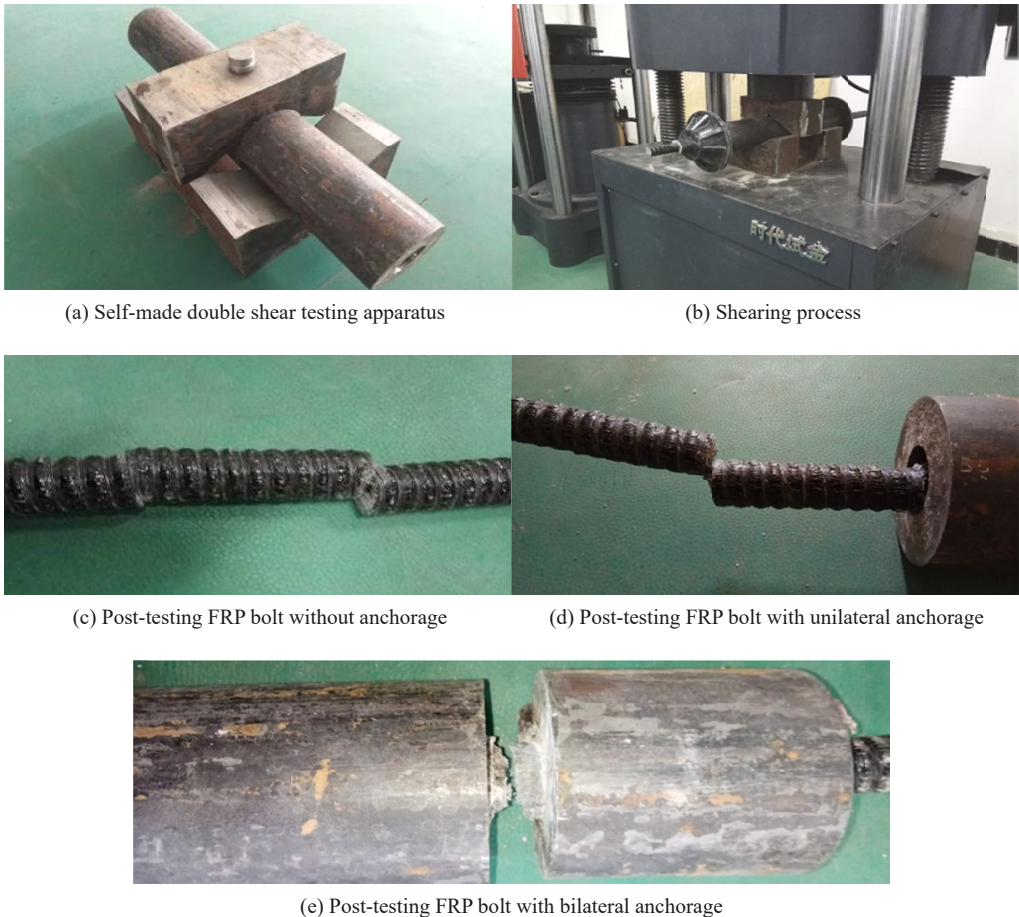 时代试金
(a) Self-made double shear testing apparatus
(b) Shearing process
(c) Post-testing FRP bolt without anchorage
(d) Post-testing FRP bolt with unilateral anchorage
(e) Post-testing FRP bolt with bilateral anchorage